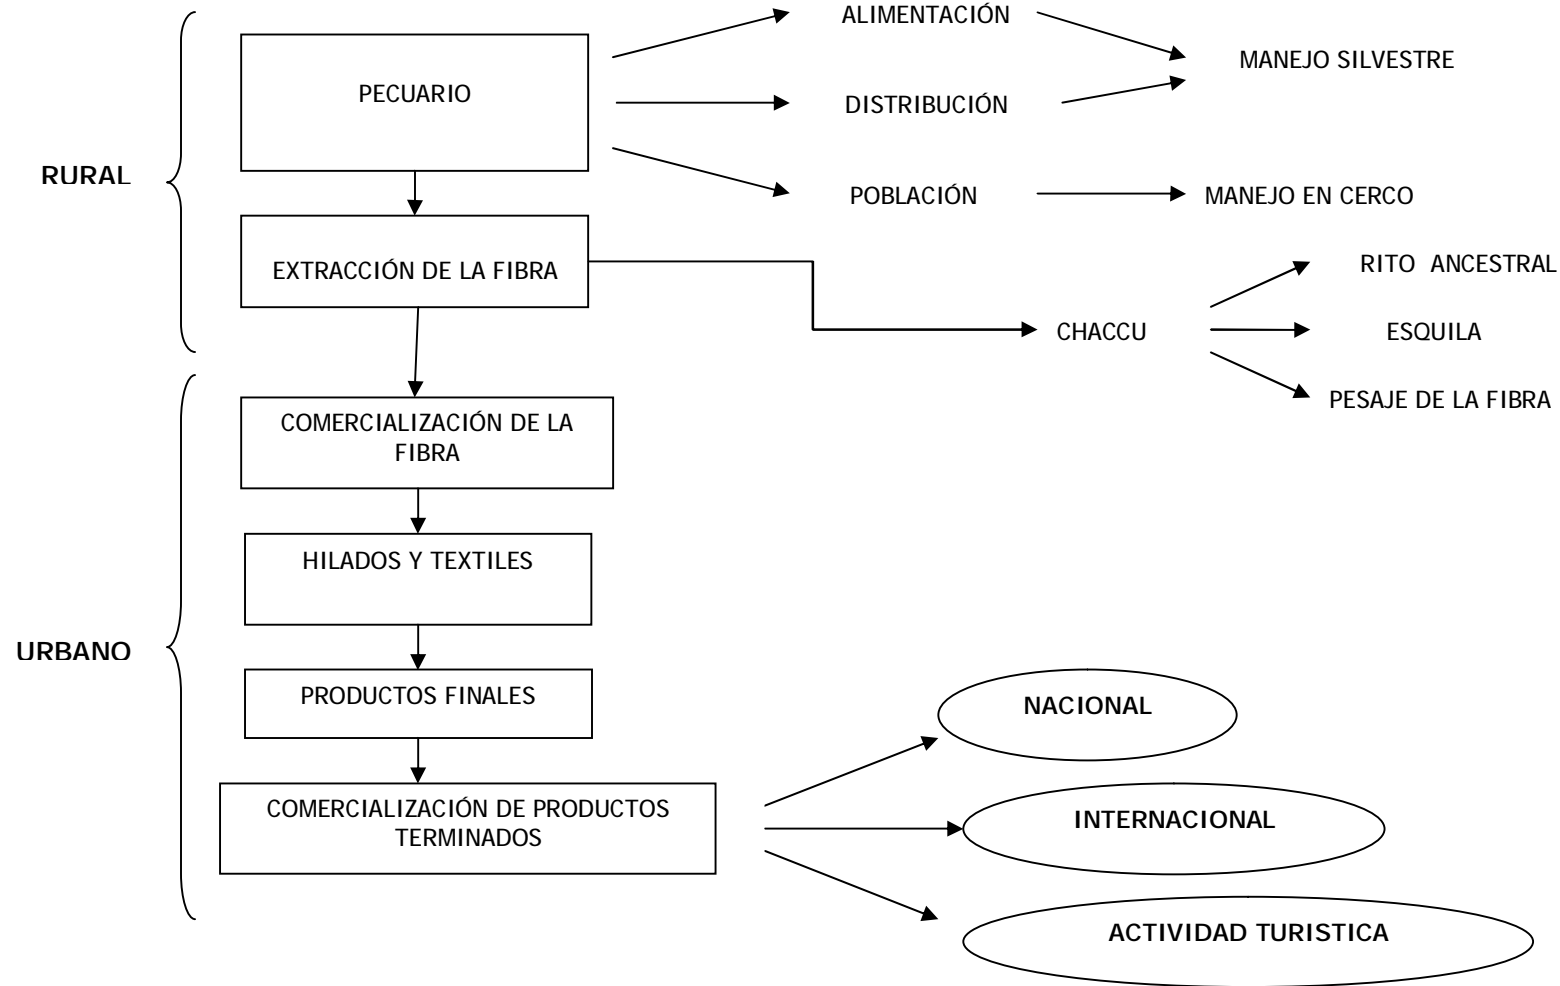 ALIMENTACIÓN
MANEJO SILVESTRE
PECUARIO
DISTRIBUCIÓN
RURAL
POBLACIÓN
MANEJO EN CERCO
EXTRACCIÓN DE LA FIBRA
RITO ANCESTRAL
CHACCU
ESQUILA
PESAJE DE LA FIBRA
COMERCIALIZACIÓN DE LA
FIBRA
HILADOS Y TEXTILES
URBANO
PRODUCTOS FINALES
NACIONAL
COMERCIALIZACIÓN DE PRODUCTOS
TERMINADOS
INTERNACIONAL
ACTIVIDAD TURISTICA